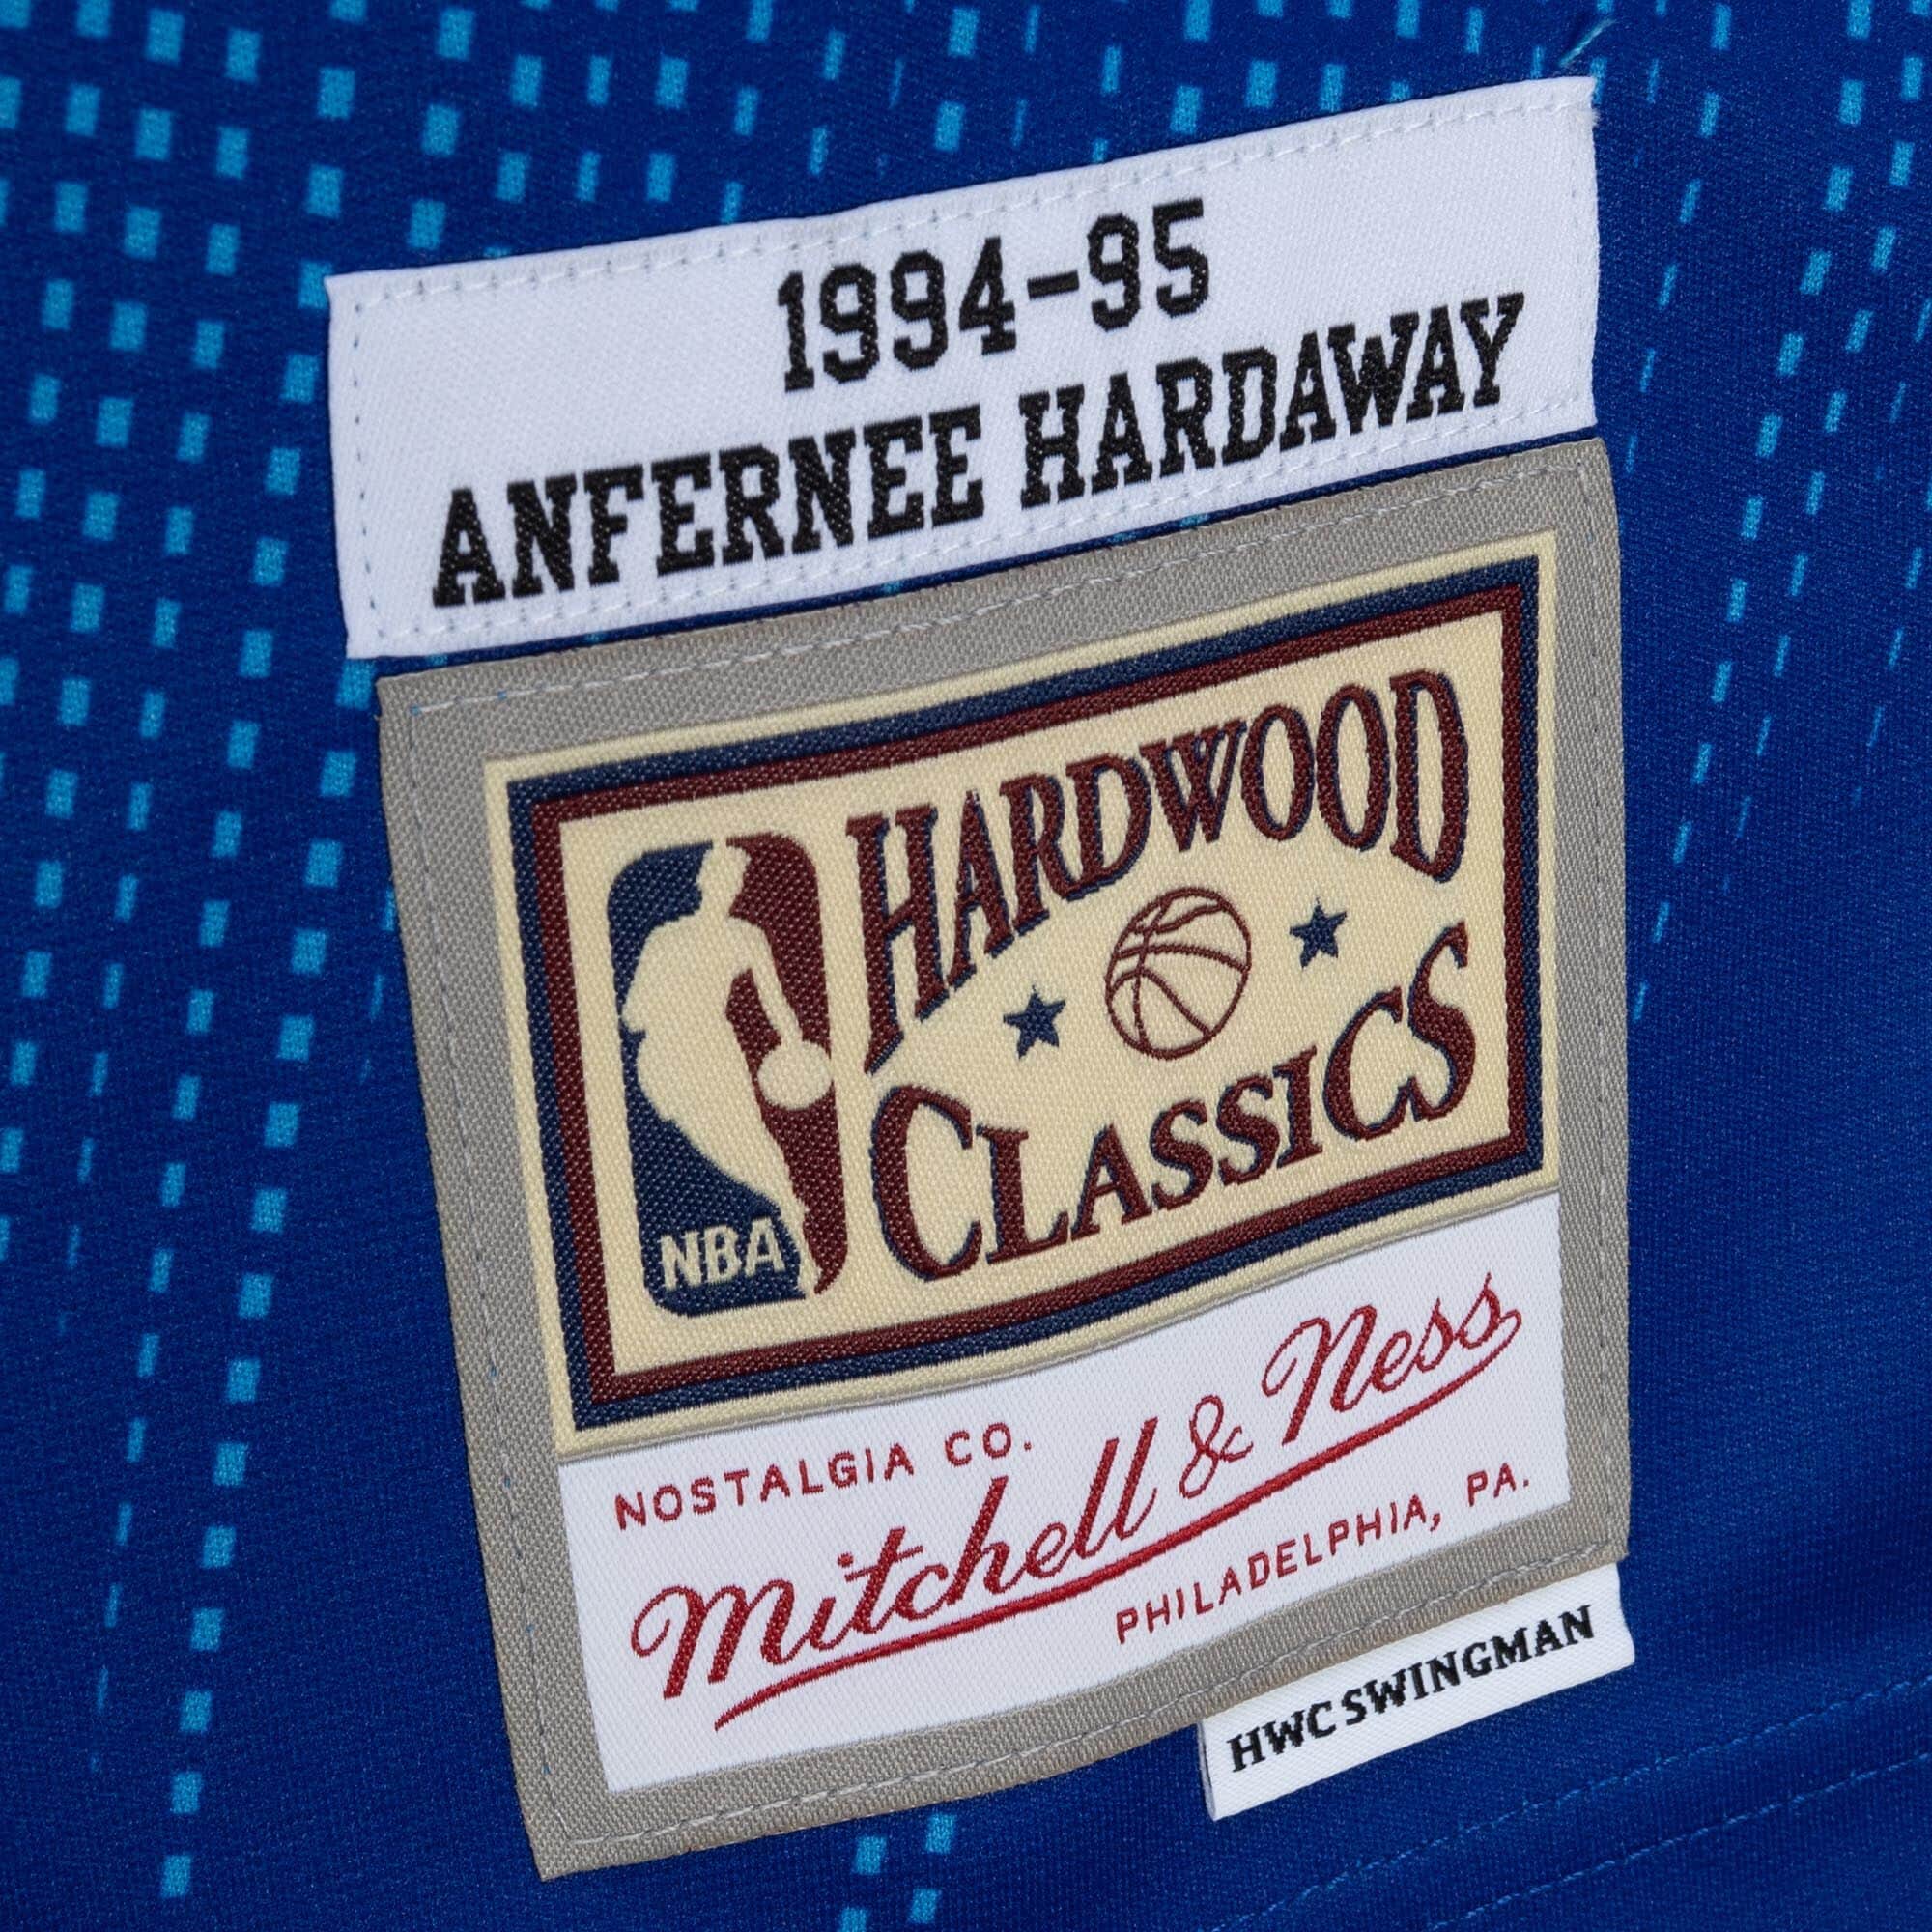 1994-95
ANFERNEE HARDAWAY
HARDWOOD
CLASSICS
NBA
NOSTALGIA CO.
Mitchell & Ness
PHILADELPHIA, PA.
HWC SWINGMAN